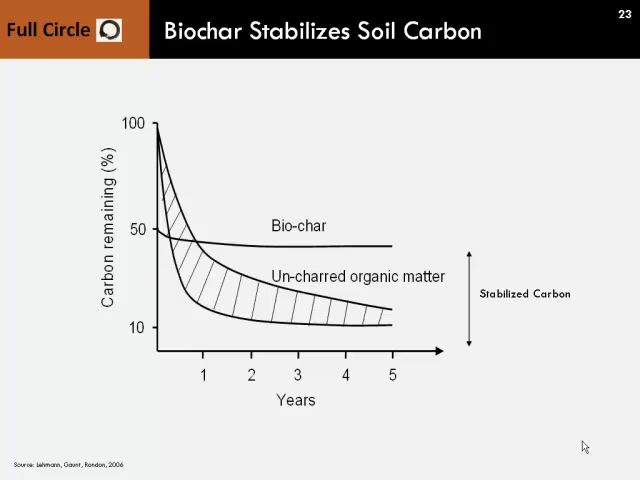 Full Circle
Biochar Stabilizes Soil Carbon
23
Carbon remaining (%)
100
50
10
Bio-char
Un-charred organic matter
Stabilized Carbon
1 2 3 4 5
Years
Source: Lehmann, Gaunt, Rondon, 2006